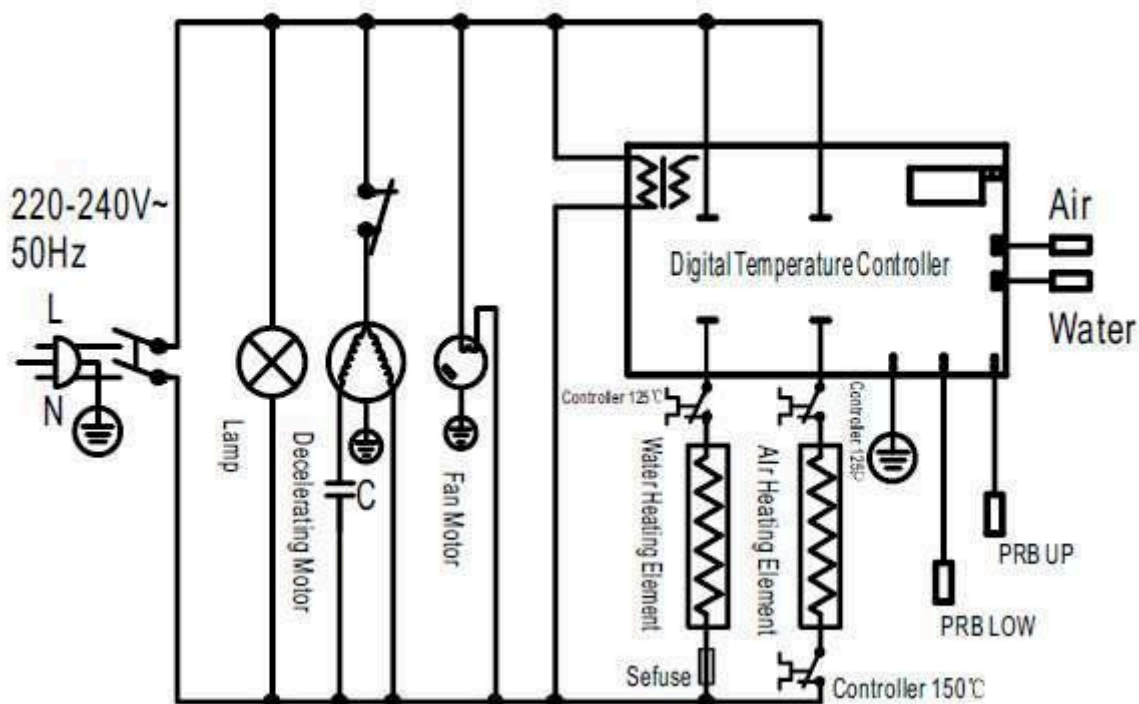 220-240V~
50Hz
L
N
Lamp
Decelerating Motor
C
Fan Motor
Digital Temperature Controller
Air
Water
Controller 125℃
Water Heating Element
Air Heating Element
Controller 125℃
PRB UP
PRB LOW
Sefuse
Controller 150℃